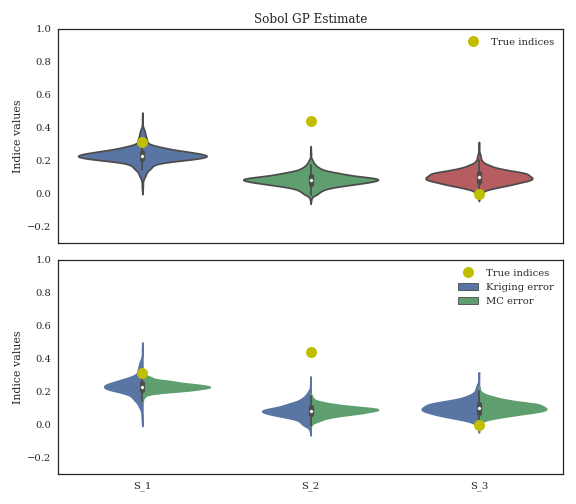 Sobol GP Estimate
1.0
True indices
0.8
0.6
0.4
0.2
0.0
−0.2
Indice values
1.0
True indices
Kriging error
MC error
0.8
0.6
0.4
0.2
0.0
−0.2
Indice values
S_1 S_2 S_3